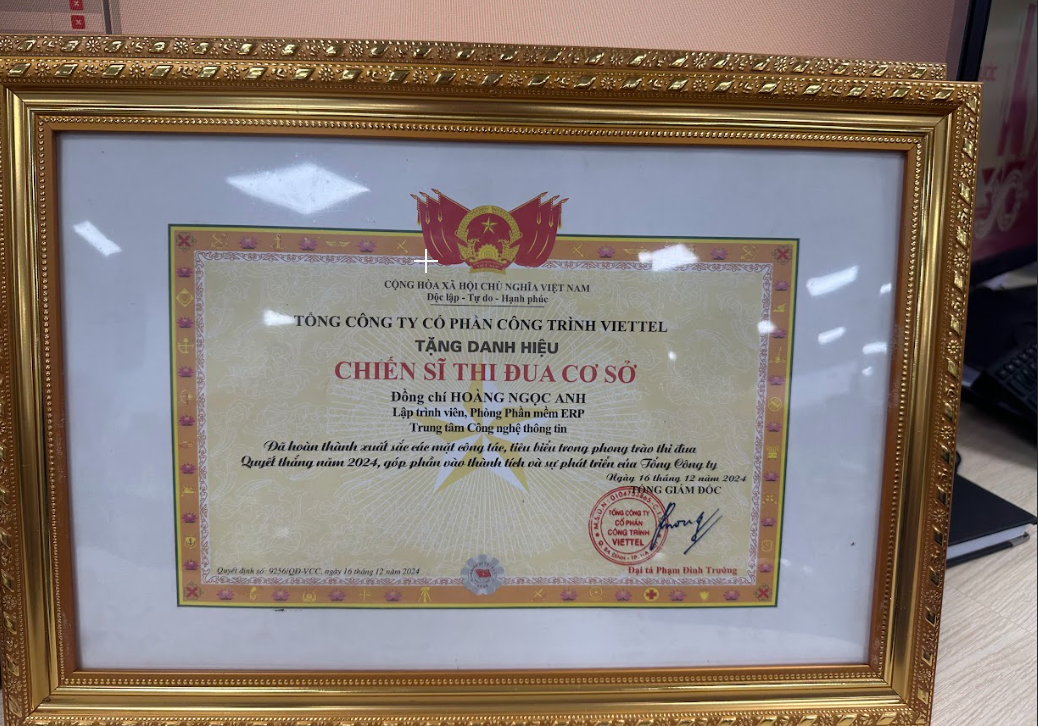 CỘNG HÒA XÃ HỘI CHỦ NGHĨA VIỆT NAM
Độc lập - Tự do - Hạnh phúc
TỔNG CÔNG TY CỔ PHẦN CÔNG TRÌNH VIETTEL
TẶNG DANH HIỆU
CHIẾN SĨ THI ĐUA CƠ SỞ
Đồng chí HOÀNG NGỌC ANH
Lập trình viên, Phòng Phần mềm ERP
Trung tâm Công nghệ thông tin
Đã hoàn thành xuất sắc các mặt công tác, tiêu biểu trong phong trào thi đua
Quyết thắng năm 2024, góp phần vào thành tích và sự phát triển của Tổng Công ty
Ngày 16 tháng 12 năm 2024
TỔNG GIÁM ĐỐC
TỔNG CÔNG TY
CỔ PHẦN
CÔNG TRÌNH
VIETTEL
Đại tá Phạm Đình Trường
Quyết định số: 9256/QĐ-VCC, ngày 16 tháng 12 năm 2024